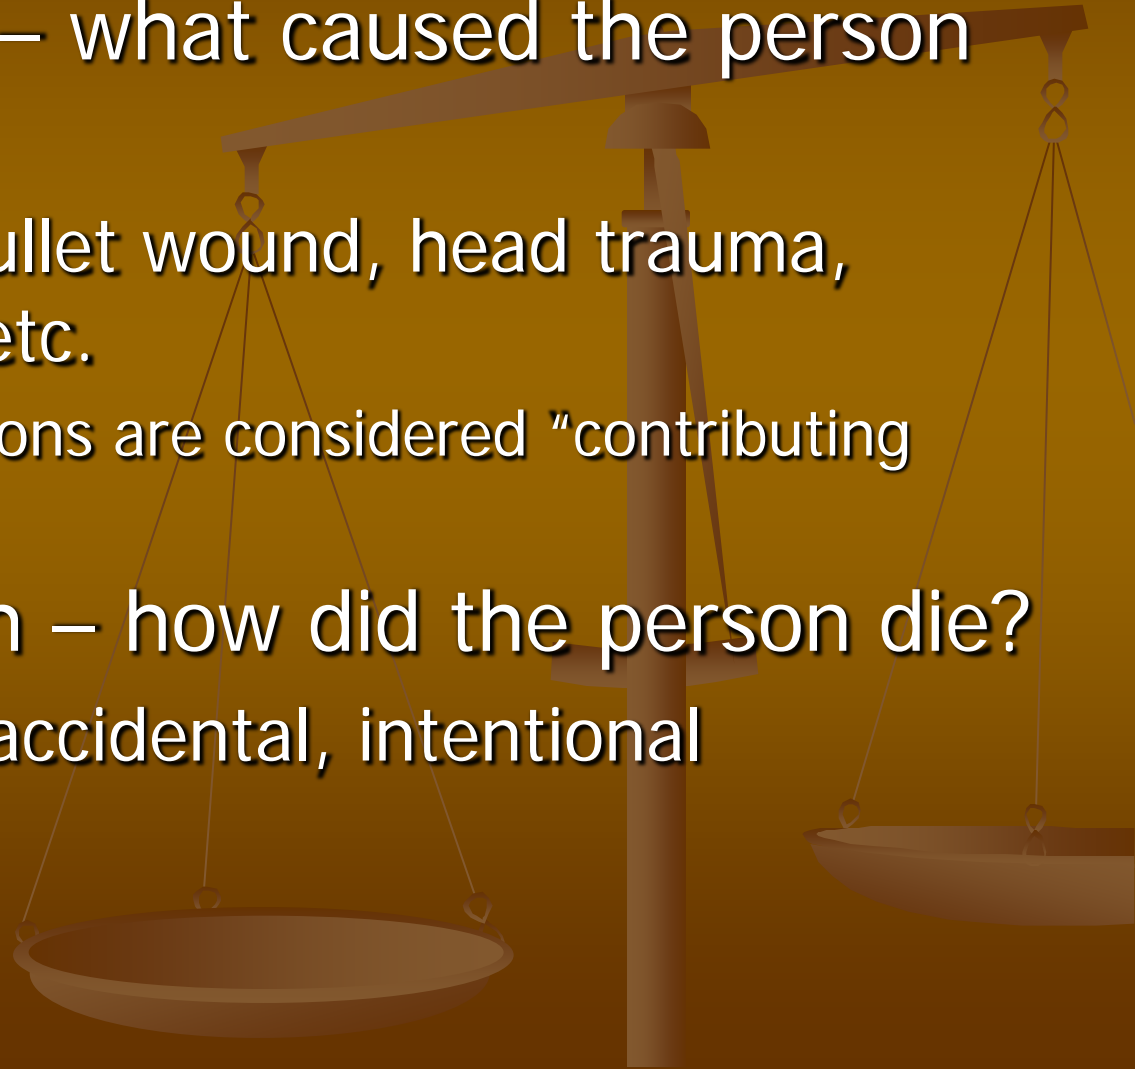 – what caused the person
ullet wound, head trauma,
etc.
ons are considered “contributing
n – how did the person die?
accidental, intentional